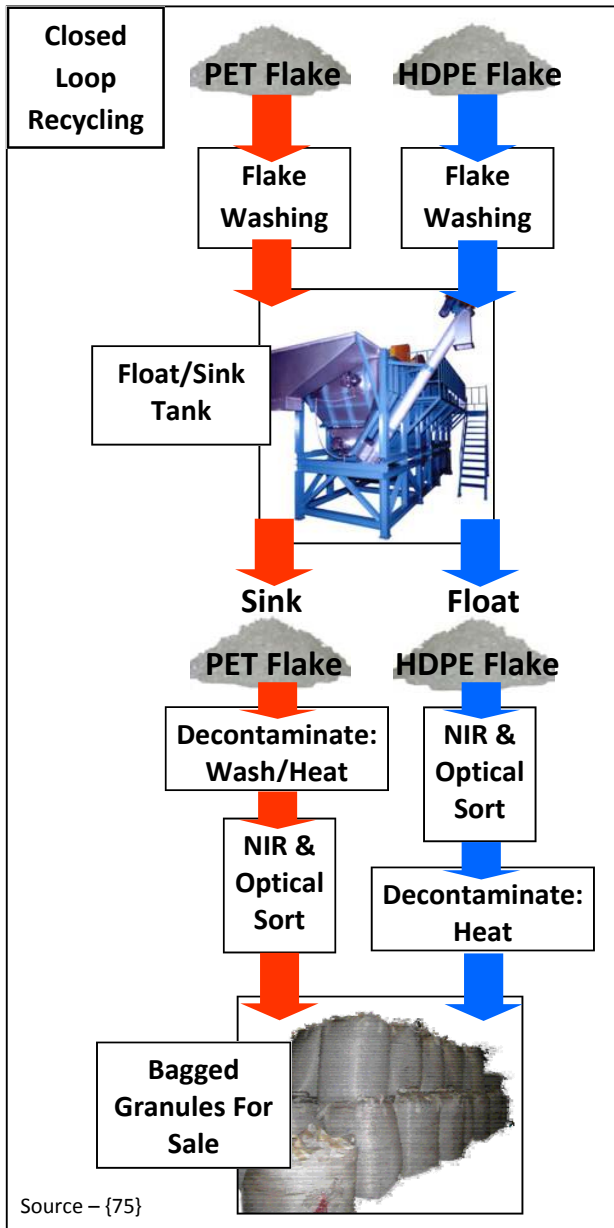 Closed
Loop
Recycling
PET Flake
HDPE Flake
Flake
Washing
Flake
Washing
Float/Sink
Tank
Sink
Float
PET Flake
HDPE Flake
Decontaminate:
Wash/Heat
NIR &
Optical
Sort
NIR &
Optical
Sort
Decontaminate:
Heat
Bagged
Granules For
Sale
Source – {75}